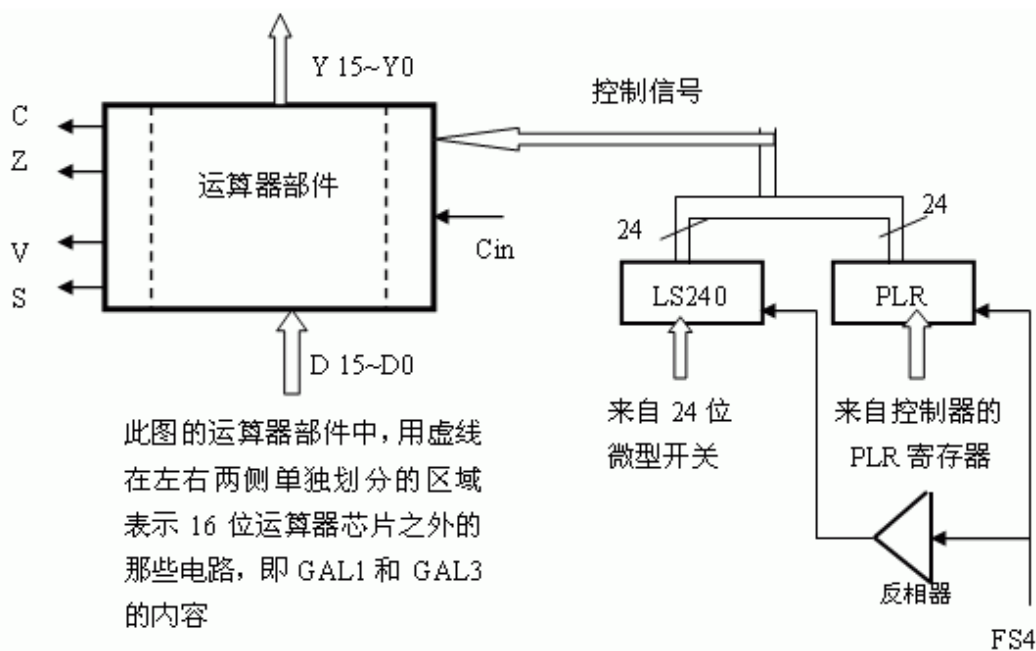 Y 15~Y0
控制信号
C
Z
V
S
运算器部件
Cin
24
24
LS240
PLR
D 15~D0
来自 24 位
微型开关
来自控制器的
PLR 寄存器
此图的运算器部件中，用虚线
在左右两侧单独划分的区域
表示 16 位运算器芯片之外的
那些电路，即 GAL1 和 GAL3
的内容
反相器
FS4